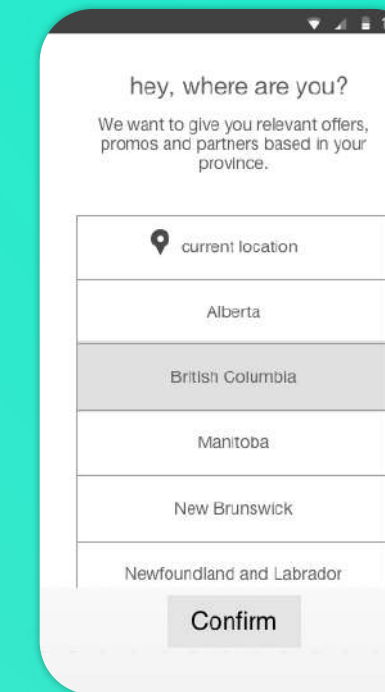 hey, where are you?
We want to give you relevant offers,
promos and partners based in your
province.
current location
Alberta
British Columbia
Manitoba
New Brunswick
Newfoundland and Labrador
Confirm